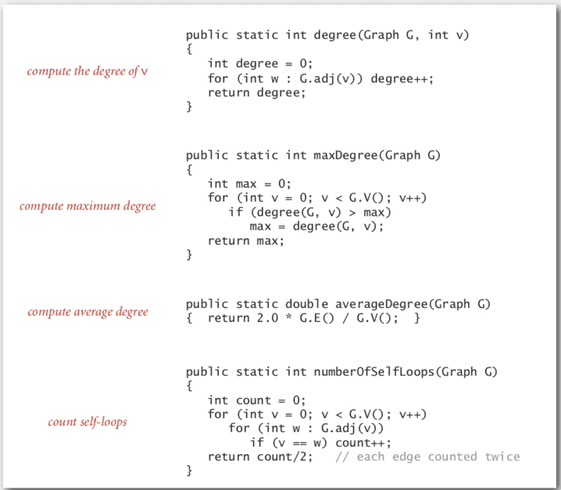 compute the degree of v
public static int degree(Graph G, int v)
{
int degree = 0;
for (int w : G.adj(v)) degree++;
return degree;
}
compute maximum degree
public static int maxDegree(Graph G)
{
int max = 0;
for (int v = 0; v < G.V(); v++)
if (degree(G, v) > max)
max = degree(G, v);
return max;
}
compute average degree
public static double averageDegree(Graph G)
{ return 2.0 * G.E() / G.V(); }
count self-loops
public static int numberOfSelfLoops(Graph G)
{
int count = 0;
for (int v = 0; v < G.V(); v++)
for (int w : G.adj(v))
if (v == w) count++;
return count/2; // each edge counted twice
}